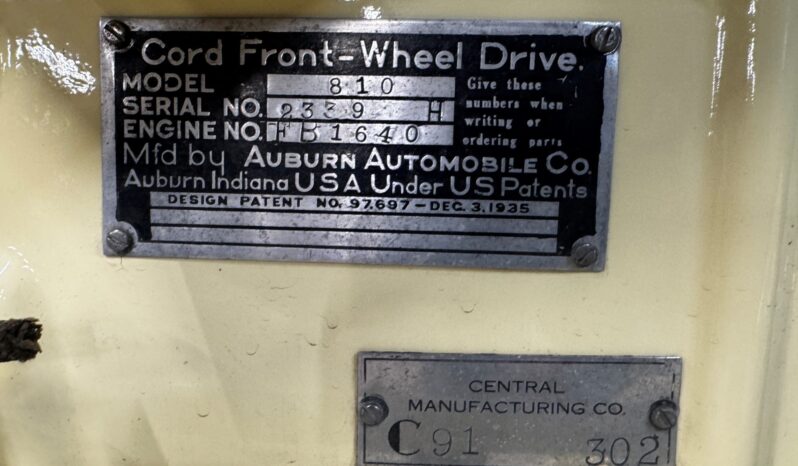 Cord Front-Wheel Drive.
MODEL 810
SERIAL NO. 2339 H
ENGINE NO. FB1640
Give these
numbers when
writing or
ordering parts
Mfd by AUBURN AUTOMOBILE CO.
Auburn Indiana USA Under US Patents
DESIGN PATENT NO. 97,697-DEC. 3, 1935
CENTRAL
MANUFACTURING CO.
C91 302